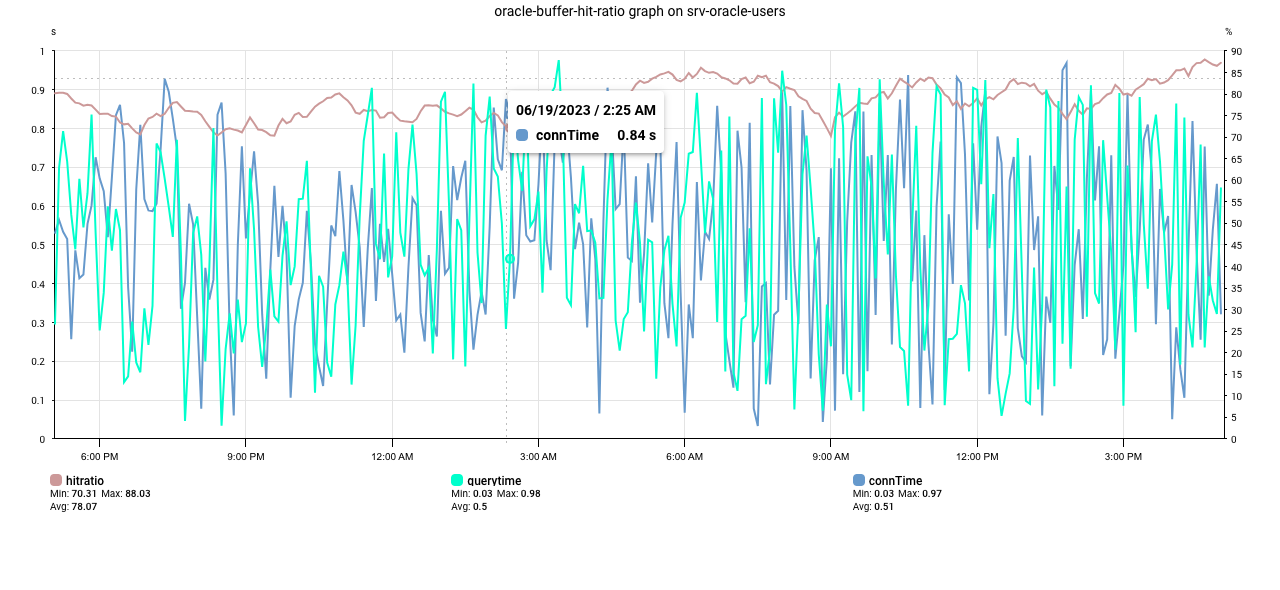 oracle-buffer-hit-ratio graph on srv-oracle-users
s %
1 90
0.9 85
0.8 80
0.7 75
0.6 70
0.5 65
0.4 60
0.3 55
0.2 50
0.1 45
0 40
35
30
25
20
15
10
5
0
06/19/2023 / 2:25 AM
connTime 0.84 s
6:00 PM 9:00 PM 12:00 AM 3:00 AM 6:00 AM 9:00 AM 12:00 PM 3:00 PM
hitratio querytime connTime
Min: 70.31 Max: 88.03 Min: 0.03 Max: 0.98 Min: 0.03 Max: 0.97
Avg: 78.07 Avg: 0.5 Avg: 0.51